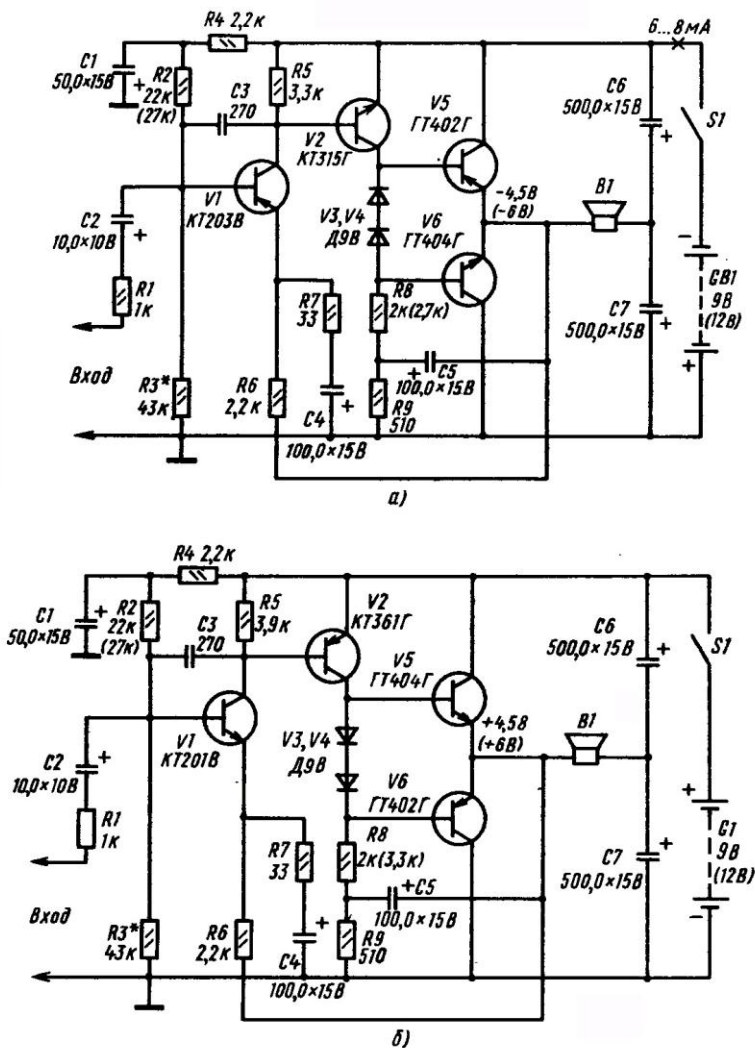 R4 2,2к
6...8мА
C1
50,0×15В
+
R2
22к
(27к)
C3
270
R5
3,3к
V2
КТ315Г
V5
ГТ402Г
C6
500,0×15В
+
S1
V1
КТ203В
C2
10,0×10В
+
V3,V4
Д9В
-4,5В
(-6В)
B1
V6
ГТ404Г
R1
1к
R7
33
R8
2к(2,7к)
C7
500,0×15В
+
-
GB1
9В
(12В)
+
Вход
R3*
43к
R6
2,2к
C4
+
100,0×15В
+
C5
100,0×15В
R9
510
а)
R4 2,2к
C1
50,0×15В
+
R2
22к
(27к)
C3
270
R5
3,9к
V2
КТ361Г
V5
ГТ404Г
C6
500,0×15В
+
S1
V1
КТ201В
C2
10,0×10В
+
V3,V4
Д9В
+4,5В
(+6В)
B1
V6
ГТ402Г
R1
1к
R7
33
R8
2к(3,3к)
C7
500,0×15В
+
+
G1
9В
(12В)
-
Вход
R3*
43к
R6
2,2к
C4
+
100,0×15В
+
C5
100,0×15В
R9
510
б)